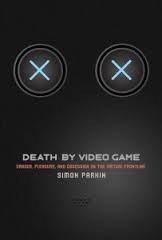 DEATH BY VIDEO GAME
DANGER, PLEASURE, AND OBSESSION ON THE VIRTUAL FRONTLINE
SIMON PARKIN